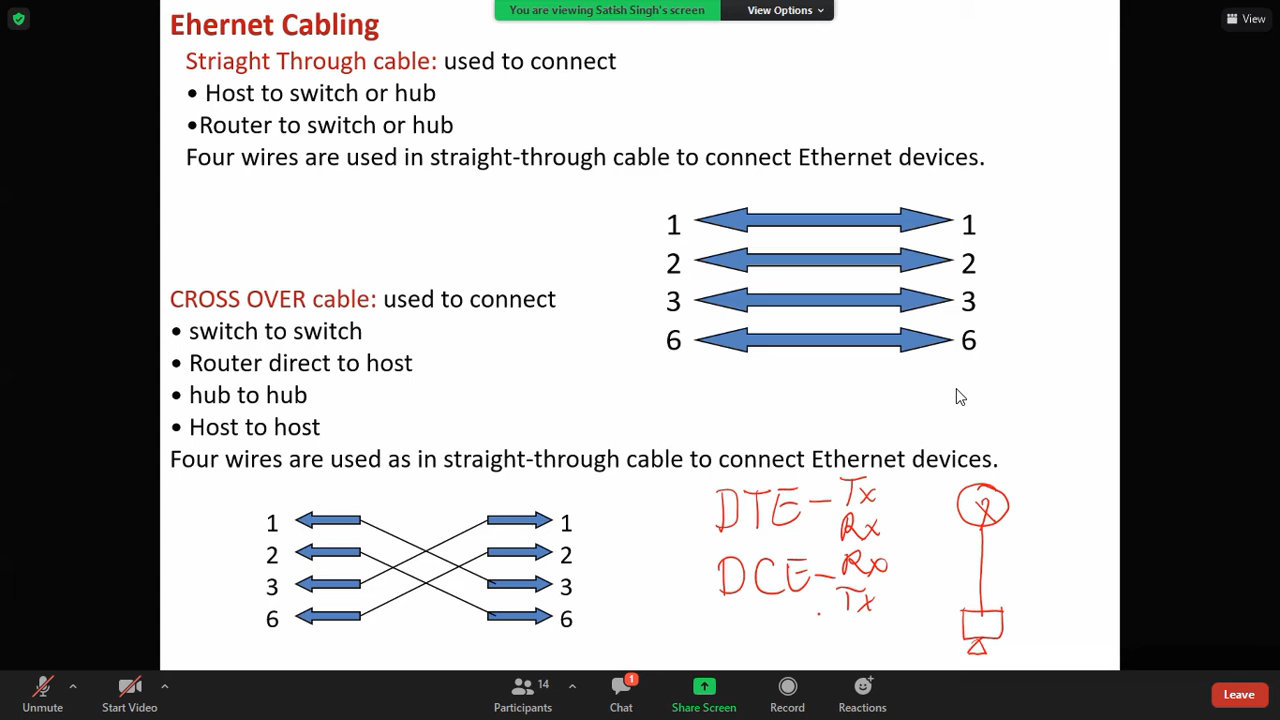 You are viewing Satish Singh's screen
View Options
View
Ehernet Cabling
Striaght Through cable: used to connect
• Host to switch or hub
•Router to switch or hub
Four wires are used in straight-through cable to connect Ethernet devices.
1 1
2 2
3 3
6 6
CROSS OVER cable: used to connect
• switch to switch
• Router direct to host
• hub to hub
• Host to host
Four wires are used as in straight-through cable to connect Ethernet devices.
1 1
2 2
3 3
6 6
DTE - Tx
Rx
DCE - Rx
Tx
Unmute
Start Video
14
Participants
1
Chat
Share Screen
Record
Reactions
Leave